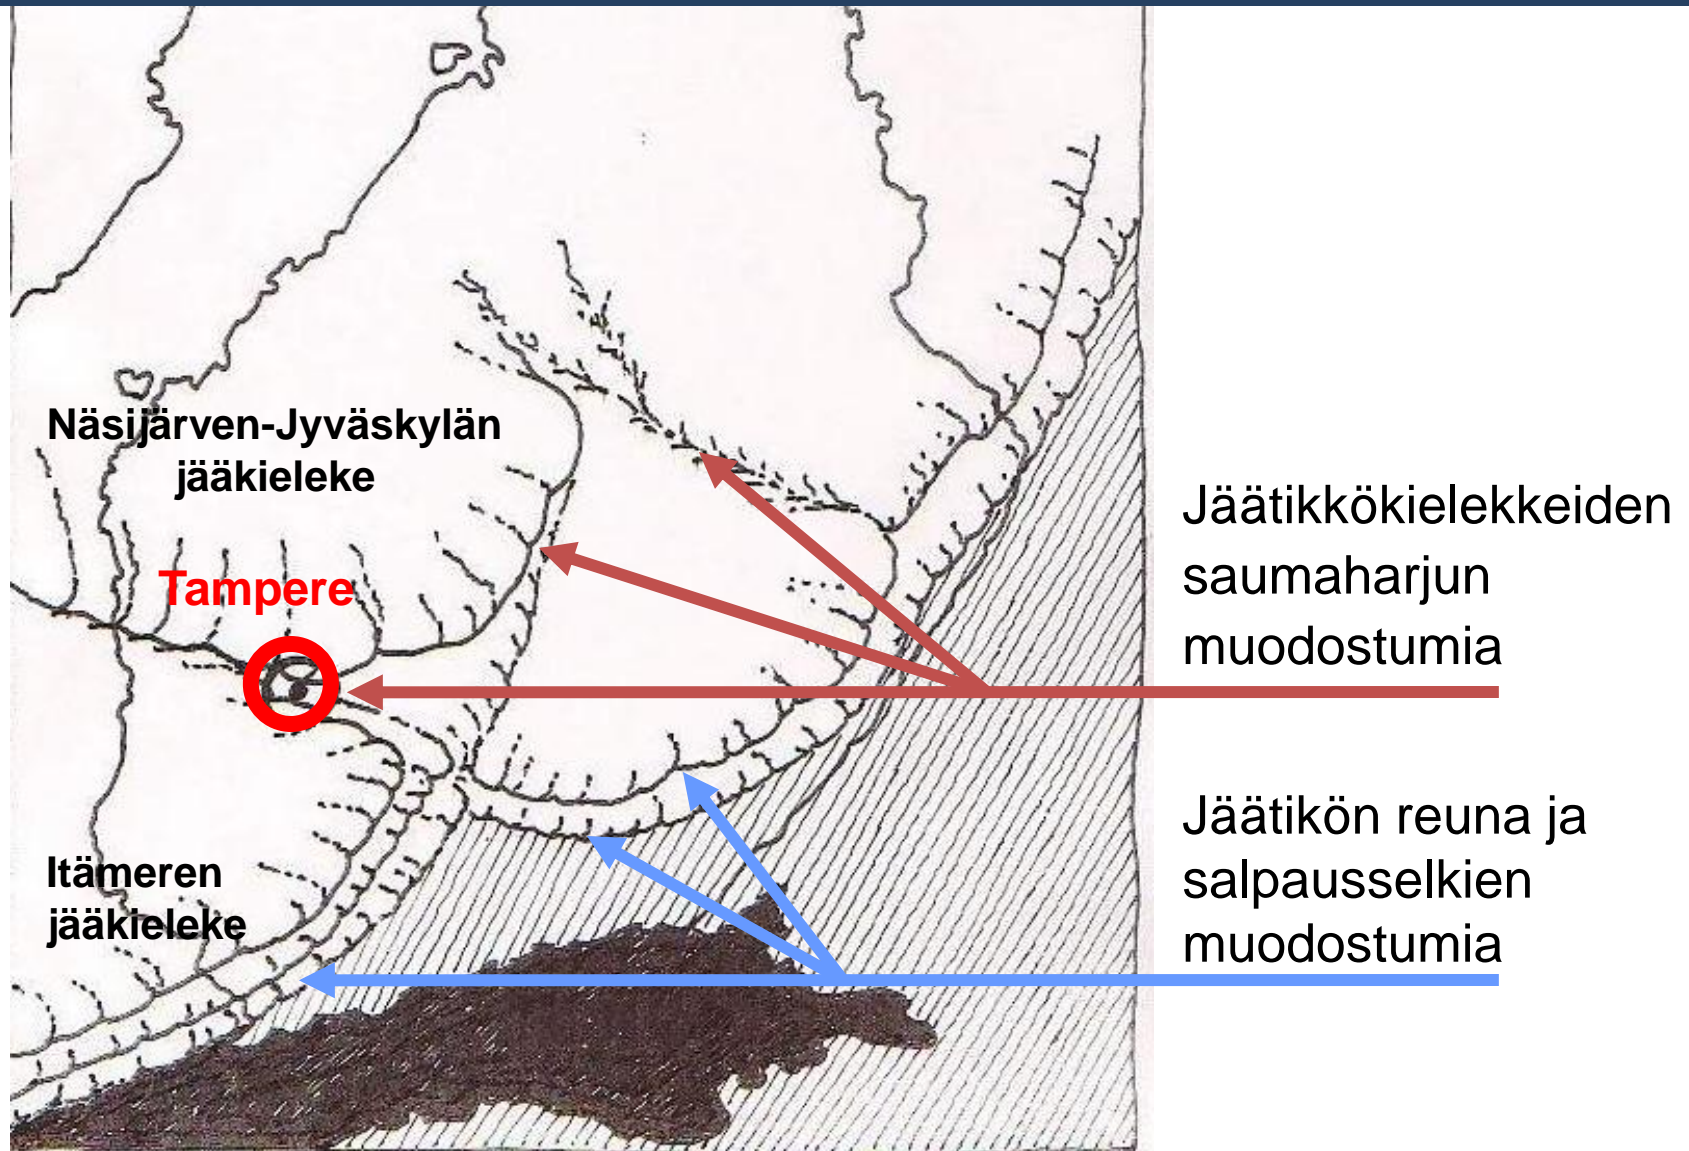 Näsijärven-Jyväskylän
jääkieleke
Tampere
Itämeren
jääkieleke
Jäätikkökielekkeiden
saumaharjun
muodostumia
Jäätikön reuna ja
salpausselkien
muodostumia